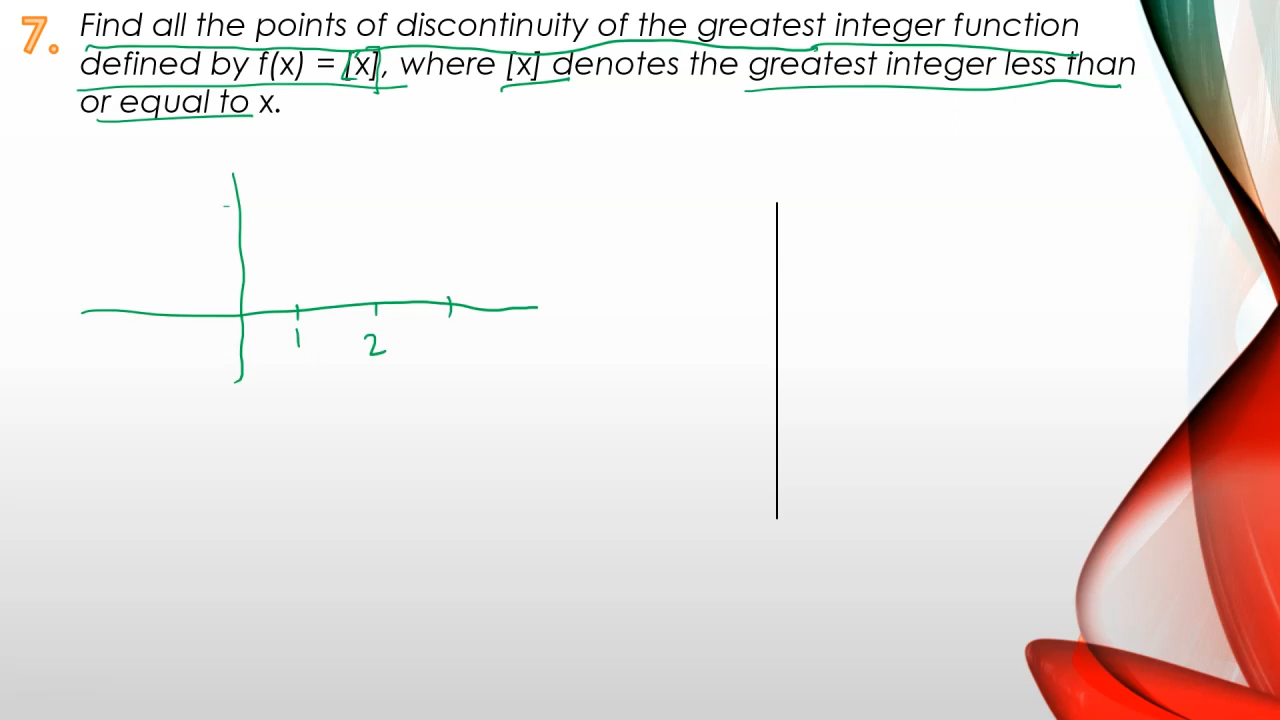 7. Find all the points of discontinuity of the greatest integer function
defined by f(x) = [x], where [x] denotes the greatest integer less than
or equal to x.
1 2